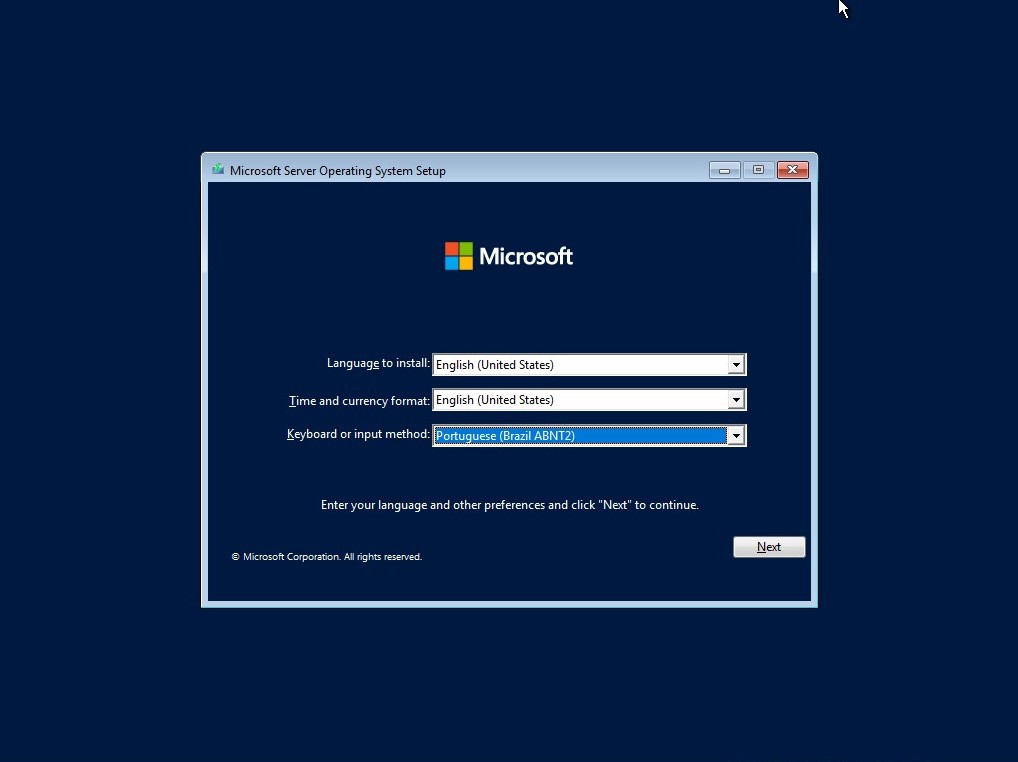 Microsoft Server Operating System Setup
Microsoft
Language to install: English (United States)
Time and currency format: English (United States)
Keyboard or input method: Portuguese (Brazil ABNT2)
Enter your language and other preferences and click "Next" to continue.
Next
© Microsoft Corporation. All rights reserved.